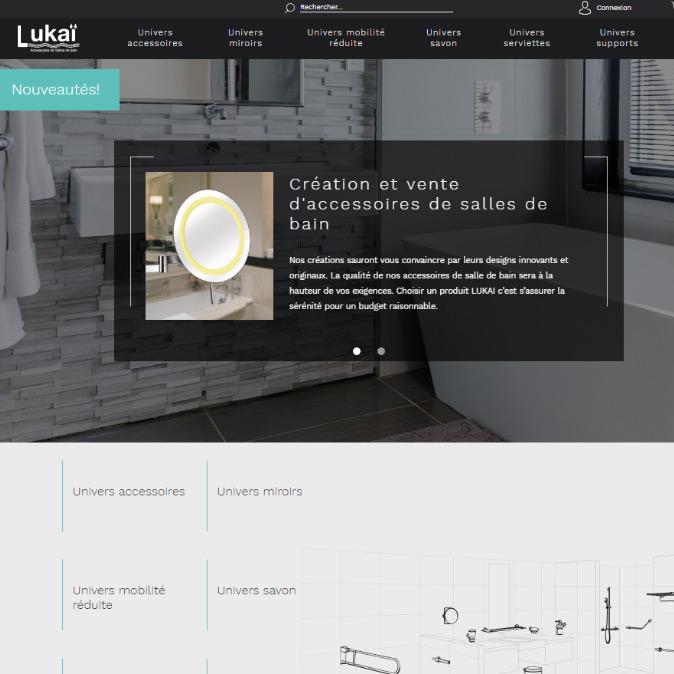 Rechercher...
Connexion
Lukaï
Accessoires de Salles de bain
Univers accessoires
Univers miroirs
Univers mobilité réduite
Univers savon
Univers serviettes
Univers supports
Nouveautés!
Création et vente
d'accessoires de salles de
bain
Nos créations sauront vous convaincre par leurs designs innovants et
originaux. La qualité de nos accessoires de salle de bain sera à la
hauteur de vos exigences. Choisir un produit LUKAI c'est s'assurer la
sérénité pour un budget raisonnable.
Univers accessoires
Univers miroirs
Univers mobilité
réduite
Univers savon